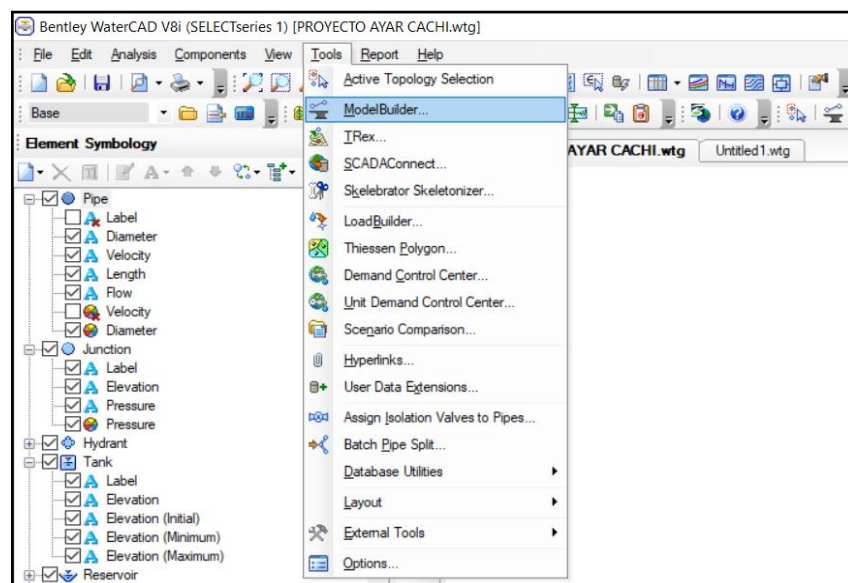 Bentley WaterCAD V8i (SELECTseries 1) [PROYECTO AYAR CACHI.wtg]
File Edit Analysis Components View Tools Report Help
Base
Element Symbology
Pipe
Label
Diameter
Velocity
Length
Flow
Velocity
Diameter
Junction
Label
Elevation
Pressure
Pressure
Hydrant
Tank
Label
Elevation
Elevation (Initial)
Elevation (Minimum)
Elevation (Maximum)
Reservoir
Active Topology Selection
ModelBuilder...
TRex...
SCADAConnect...
Skelebrator Skeletonizer...
LoadBuilder...
Thiessen Polygon...
Demand Control Center...
Unit Demand Control Center...
Scenario Comparison...
Hyperlinks...
User Data Extensions...
Assign Isolation Valves to Pipes...
Batch Pipe Split...
Database Utilities
Layout
External Tools
Options...
AYAR CACHI.wtg Untitled1.wtg